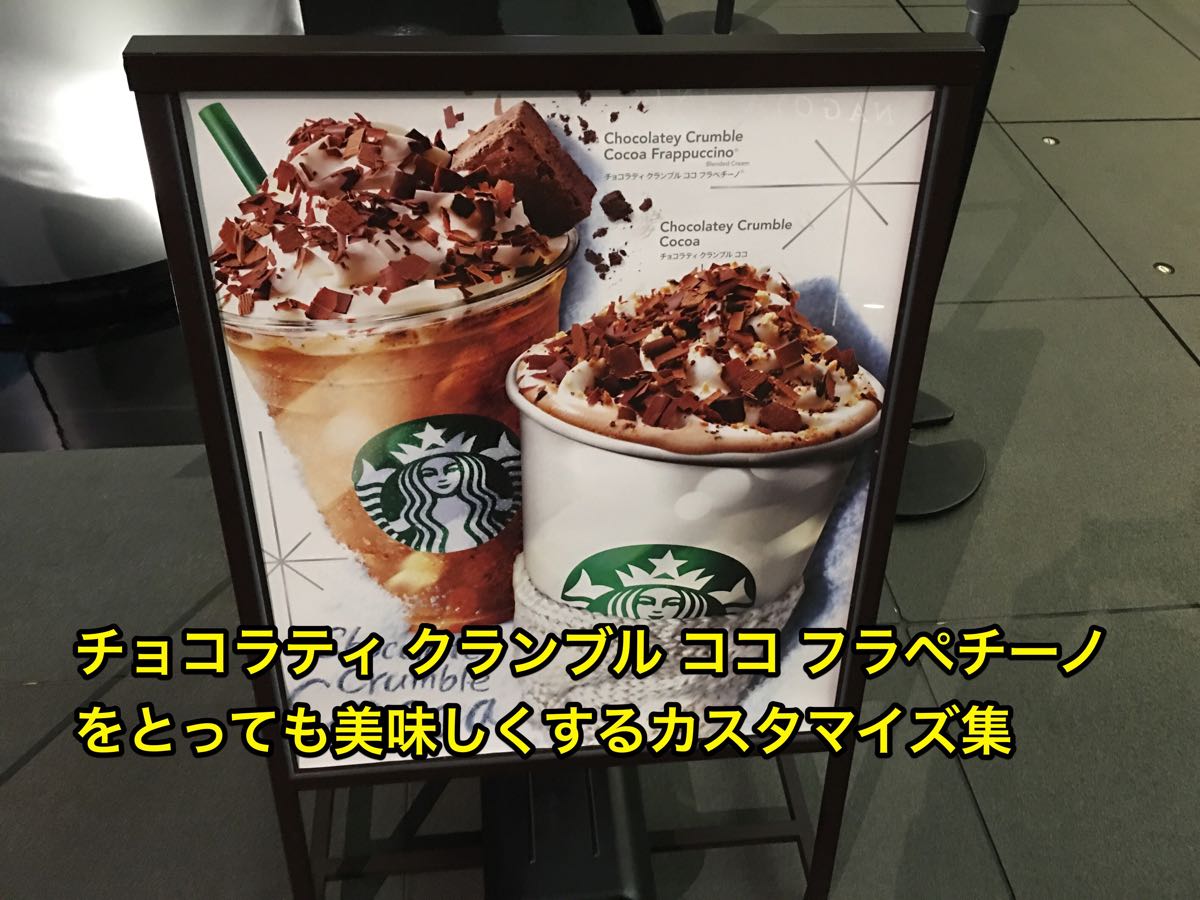 NAGOYA
Chocolatey Crumble
Cocoa Frappuccino®
Blended Cream
チョコラティ クランブル ココ フラペチーノ®
Chocolatey Crumble
Cocoa
チョコラティ クランブル ココ
チョコラティ クランブル ココ フラペチーノ
Crumble
をとっても美味しくするカスタマイズ集